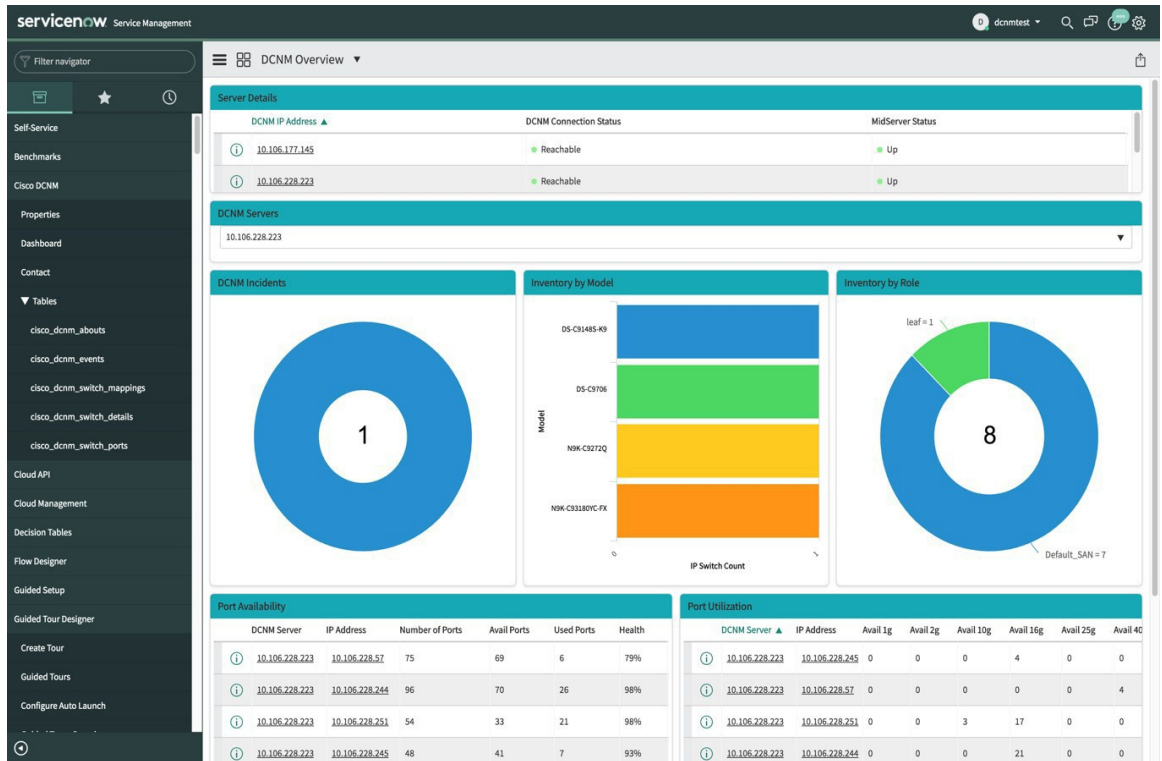 servicenow Service Management
D dcnmtest
Filter navigator
DCNM Overview ▼
Self-Service
Benchmarks
Cisco DCNM
Properties
Dashboard
Contact
▼ Tables
cisco_dcnm_abouts
cisco_dcnm_events
cisco_dcnm_switch_mappings
cisco_dcnm_switch_details
cisco_dcnm_switch_ports
Cloud API
Cloud Management
Decision Tables
Flow Designer
Guided Setup
Guided Tour Designer
Create Tour
Guided Tours
Configure Auto Launch
Server Details
DCNM IP Address ▲ DCNM Connection Status MidServer Status
10.106.177.145 Reachable Up
10.106.228.223 Reachable Up
DCNM Servers
10.106.228.223
DCNM Incidents
1
Inventory by Model
Model
DS-C9148S-K9
DS-C9706
N9K-C9272Q
N9K-C93180YC-FX
0 1
IP Switch Count
Inventory by Role
leaf = 1
8
Default_SAN = 7
Port Availability
DCNM Server IP Address Number of Ports Avail Ports Used Ports Health
10.106.228.223 10.106.228.57 75 69 6 79%
10.106.228.223 10.106.228.244 96 70 26 98%
10.106.228.223 10.106.228.251 54 33 21 98%
10.106.228.223 10.106.228.245 48 41 7 93%
Port Utilization
DCNM Server ▲ IP Address Avail 1g Avail 2g Avail 10g Avail 16g Avail 25g Avail 40
10.106.228.223 10.106.228.245 0 0 0 4 0 0
10.106.228.223 10.106.228.57 0 0 0 0 0 4
10.106.228.223 10.106.228.251 0 0 3 17 0 0
10.106.228.223 10.106.228.244 0 0 0 21 0 0